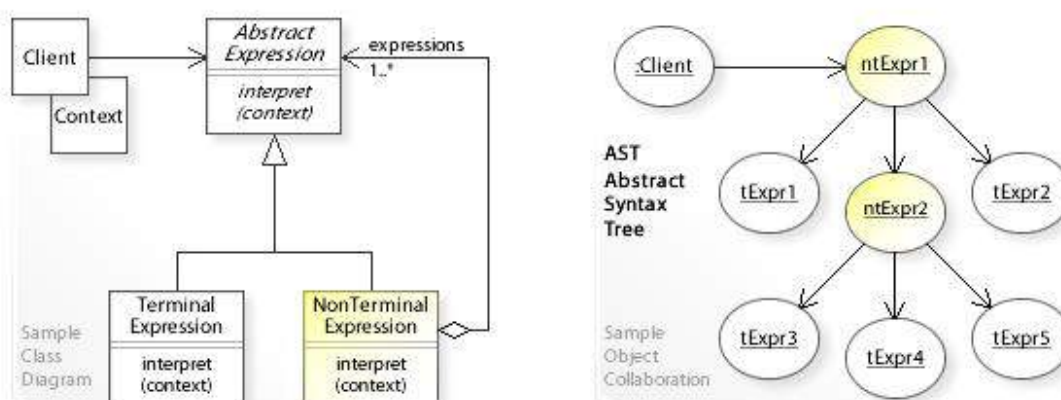 Client
Context
Abstract
Expression
interpret
(context)
expressions
1..*
Terminal
Expression
interpret
(context)
NonTerminal
Expression
interpret
(context)
Sample
Class
Diagram
:Client
ntExpr1
AST
Abstract
Syntax
Tree
tExpr1
ntExpr2
tExpr2
tExpr3
tExpr4
tExpr5
Sample
Object
Collaboration